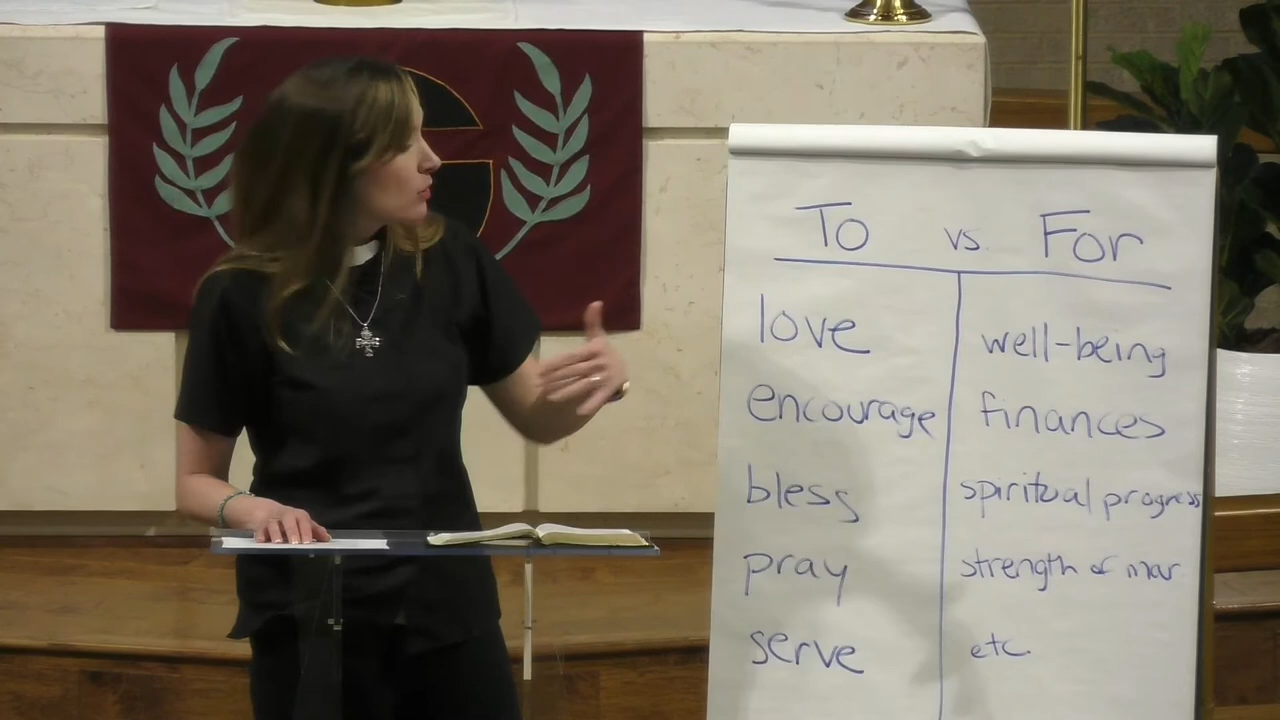 To vs. For
love well-being
encourage finances
bless spiritual progress
pray strength of mar
serve etc.